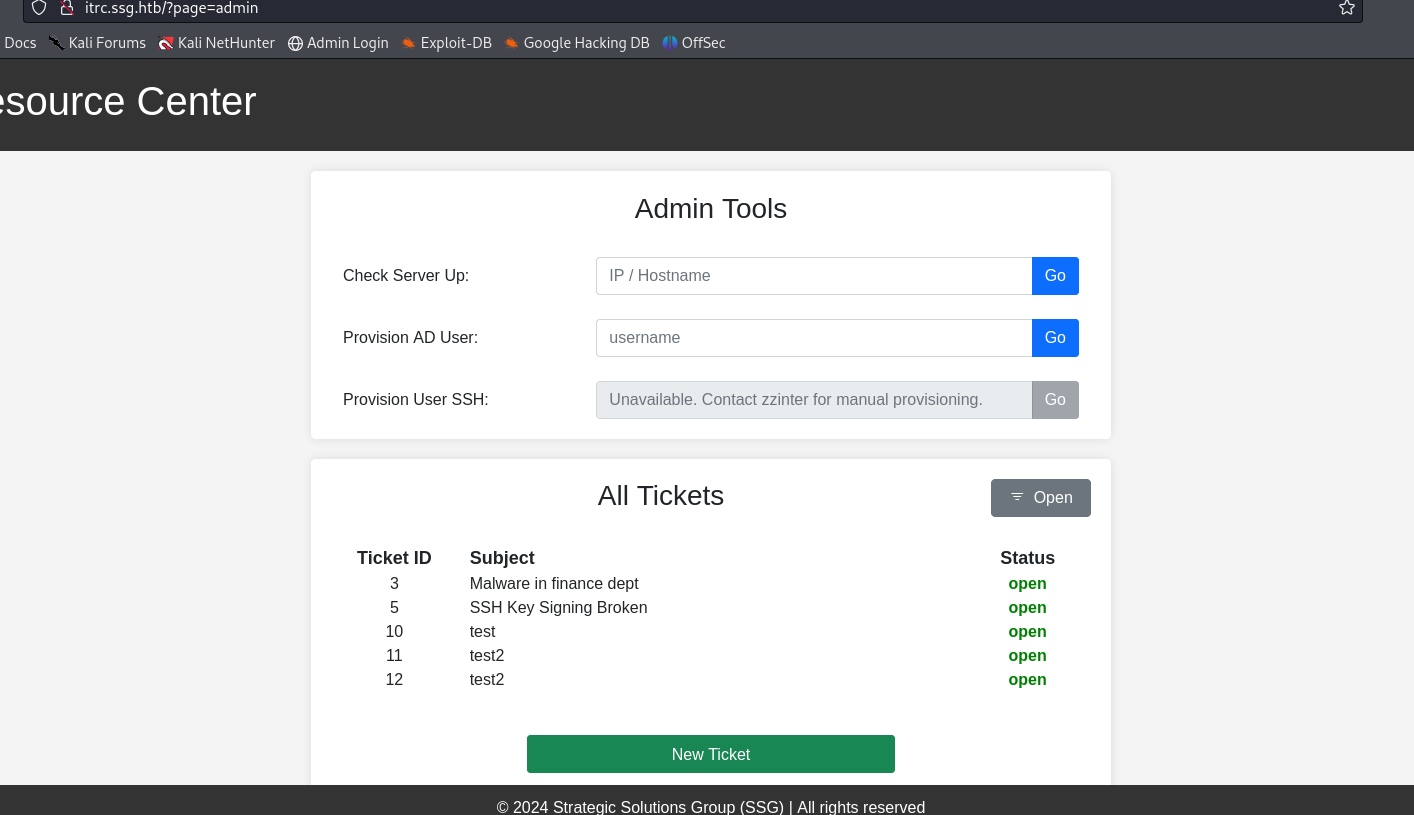 itrc.ssg.htb/?page=admin
Docs Kali Forums Kali NetHunter Admin Login Exploit-DB Google Hacking DB OffSec
esource Center
Admin Tools
Check Server Up: IP / Hostname Go
Provision AD User: username Go
Provision User SSH: Unavailable. Contact zzinter for manual provisioning. Go
All Tickets Open
Ticket ID Subject Status
3 Malware in finance dept open
5 SSH Key Signing Broken open
10 test open
11 test2 open
12 test2 open
New Ticket
© 2024 Strategic Solutions Group (SSG) | All rights reserved